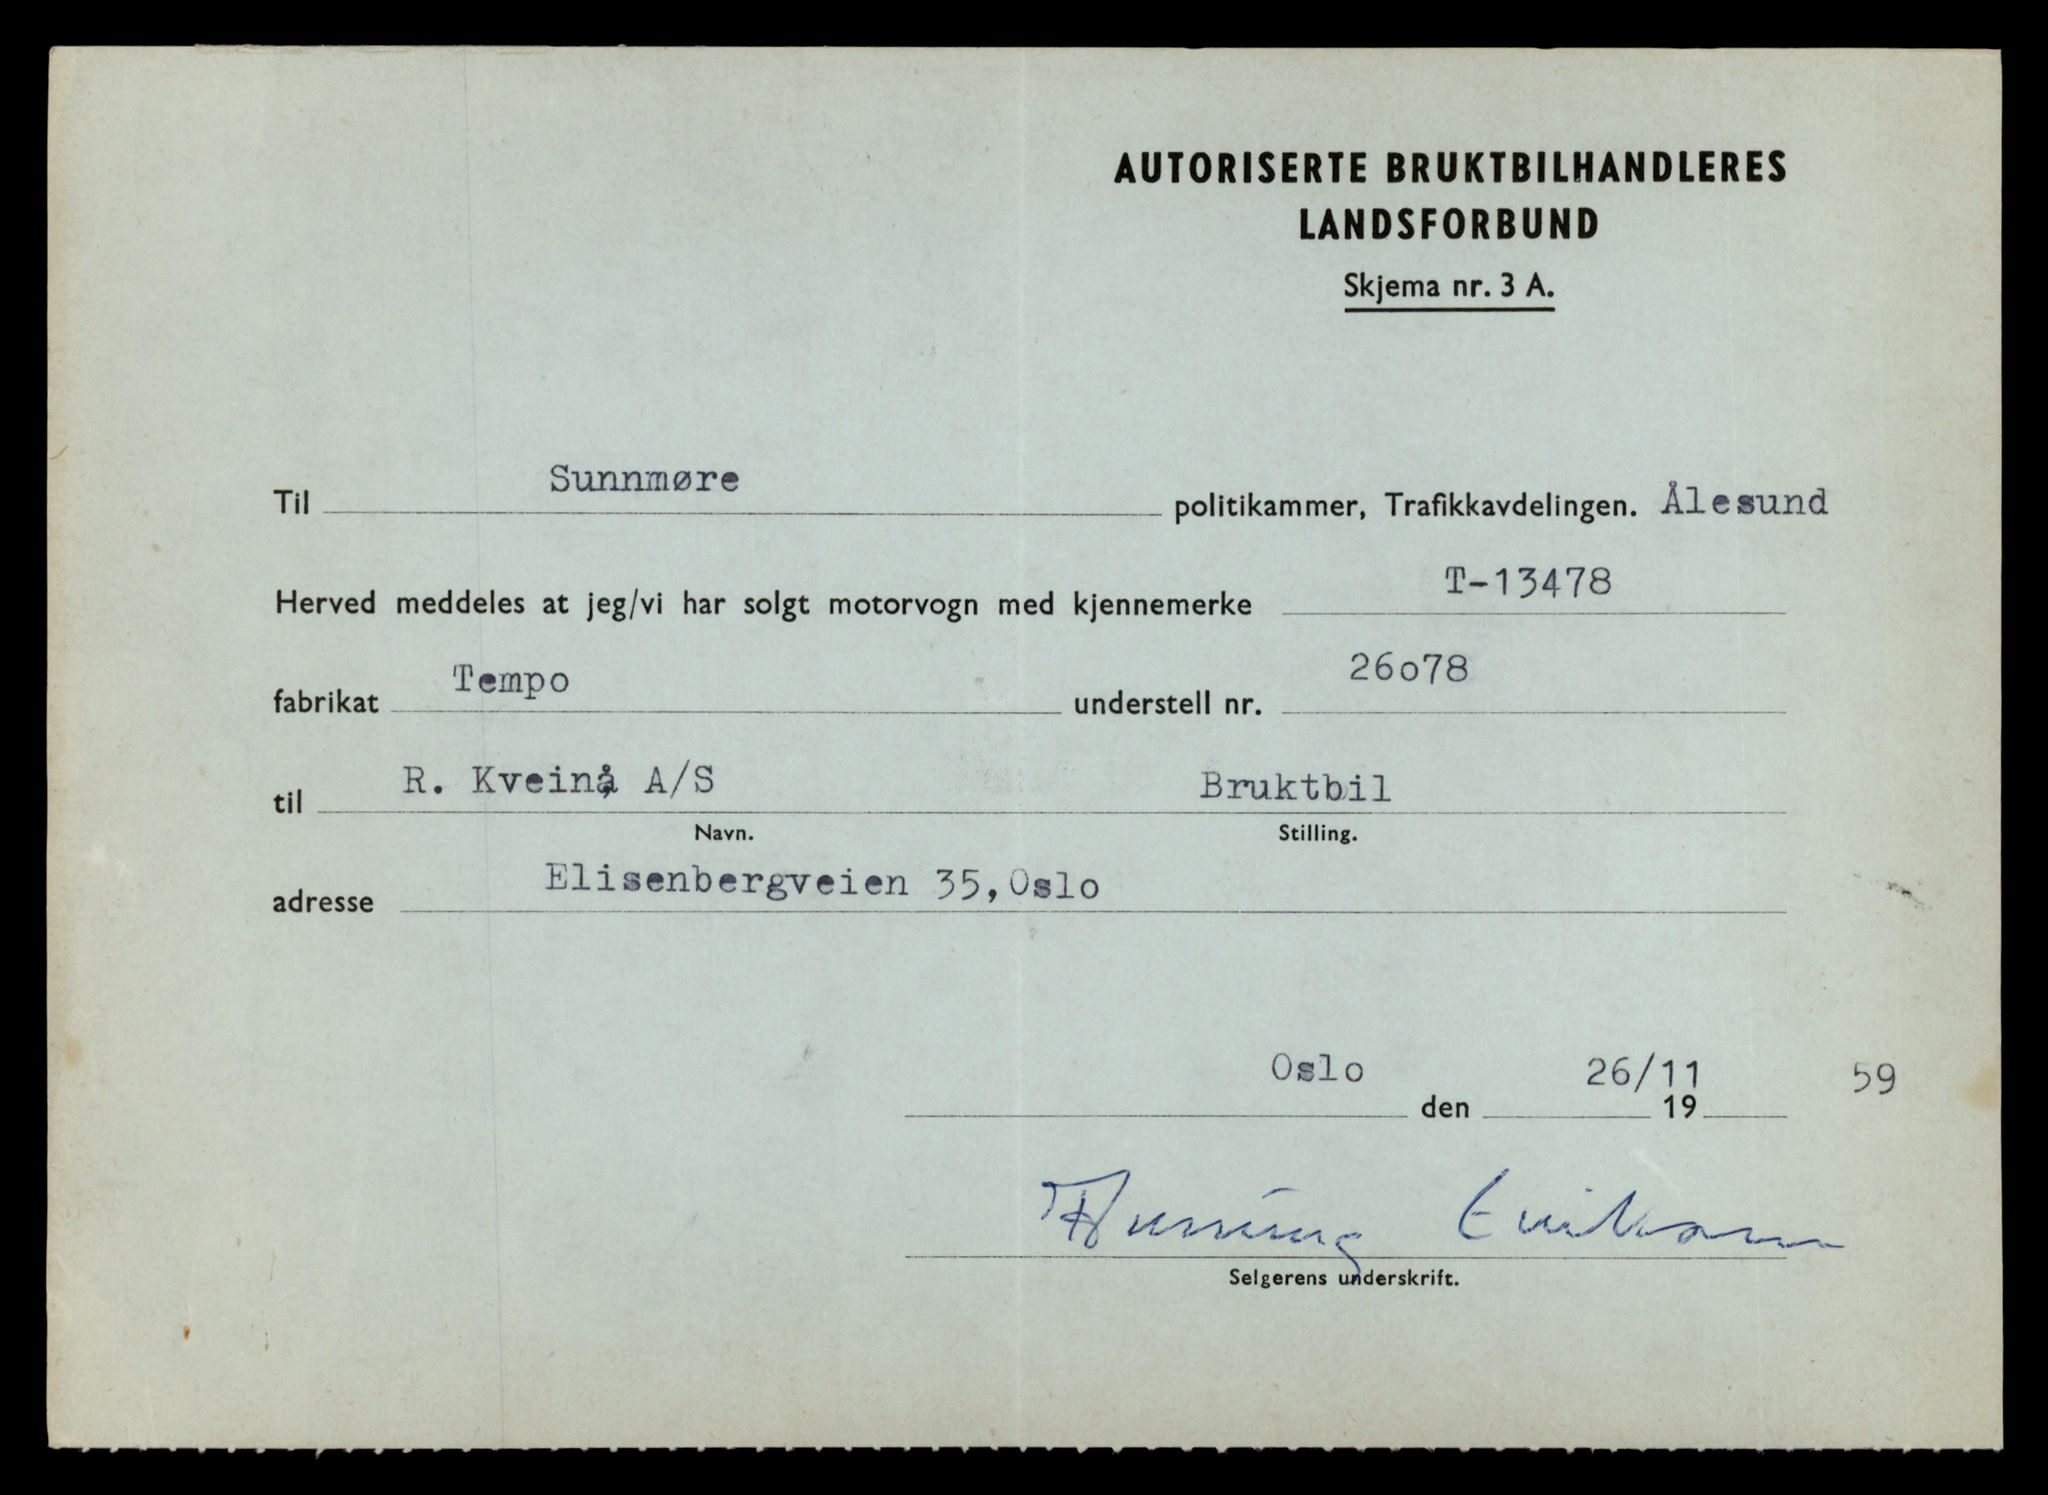 AUTORISERTE BRUKTBILHANDLERES
LANDSFORBUND
Skjema nr. 3 A.
Til Sunnmøre politikammer, Trafikkavdelingen. Ålesund
Herved meddeles at jeg/vi har solgt motorvogn med kjennemerke T-13478
fabrikat Tempo understell nr. 26o78
til R. Kveinå A/S Bruktbil
Navn. Stilling.
adresse Elisenbergveien 35,Oslo
Oslo den 26/11 19 59
Selgerens underskrift.